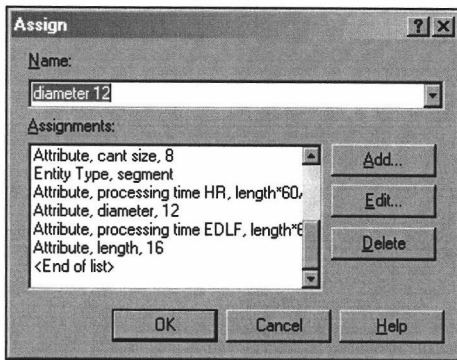 Assign
Name:
diameter 12
Assignments:
Attribute, cant size, 8
Entity Type, segment
Attribute, processing time HR, length*60/
Attribute, diameter, 12
Attribute, processing time EDLF, length*6
Attribute, length, 16
<End of list>
Add...
Edit...
Delete
OK
Cancel
Help